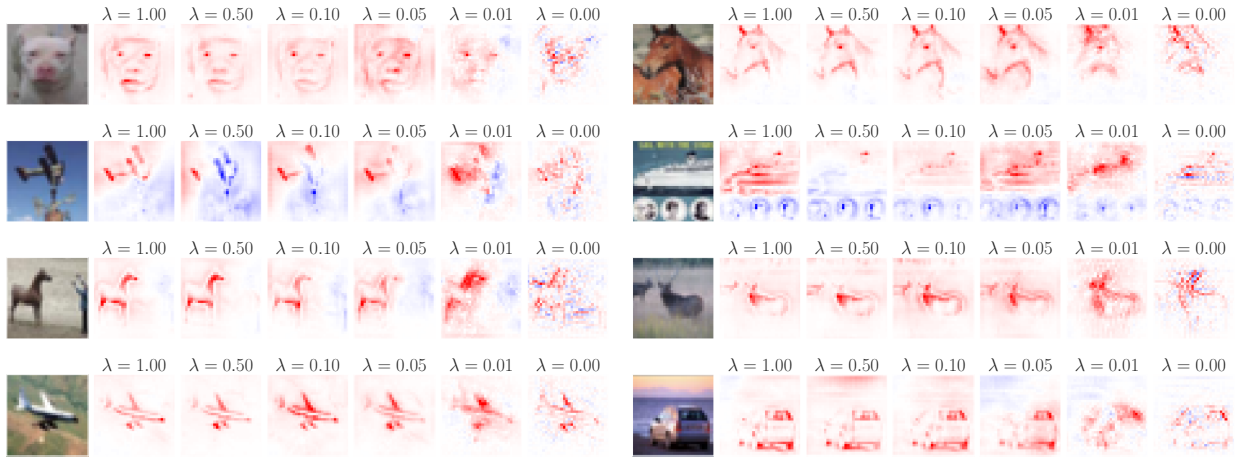 λ = 1.00 λ = 0.50 λ = 0.10 λ = 0.05 λ = 0.01 λ = 0.00 λ = 1.00 λ = 0.50 λ = 0.10 λ = 0.05 λ = 0.01 λ = 0.00
λ = 1.00 λ = 0.50 λ = 0.10 λ = 0.05 λ = 0.01 λ = 0.00 λ = 1.00 λ = 0.50 λ = 0.10 λ = 0.05 λ = 0.01 λ = 0.00
λ = 1.00 λ = 0.50 λ = 0.10 λ = 0.05 λ = 0.01 λ = 0.00 λ = 1.00 λ = 0.50 λ = 0.10 λ = 0.05 λ = 0.01 λ = 0.00
λ = 1.00 λ = 0.50 λ = 0.10 λ = 0.05 λ = 0.01 λ = 0.00 λ = 1.00 λ = 0.50 λ = 0.10 λ = 0.05 λ = 0.01 λ = 0.00